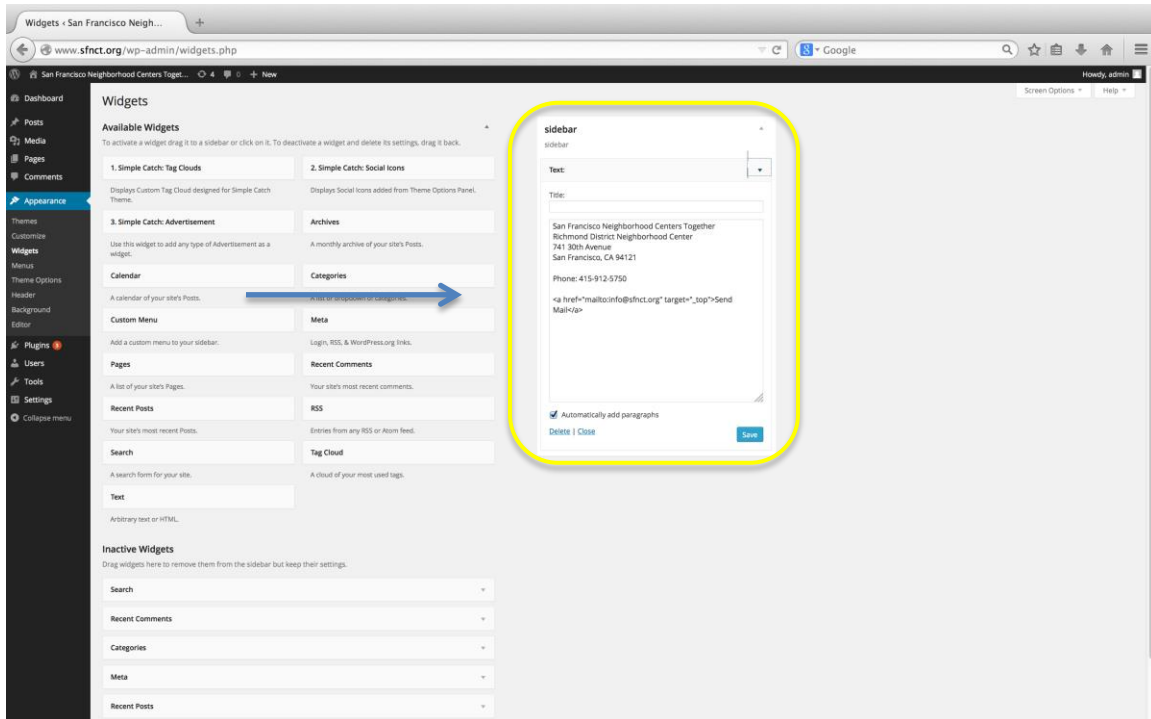 Widgets ‹ San Francisco Neigh...
+
www.sfnct.org/wp-admin/widgets.php
Google
San Francisco Neighborhood Centers Toget... 4 0 + New
Howdy, admin
Screen Options
Help
Dashboard
Posts
Media
Pages
Comments
Appearance
Themes
Customize
Widgets
Menus
Theme Options
Header
Background
Editor
Plugins
Users
Tools
Settings
Collapse menu
Widgets
Available Widgets
To activate a widget drag it to a sidebar or click on it. To deactivate a widget and delete its settings, drag it back.
1. Simple Catch: Tag Clouds
Displays Custom Tag Cloud designed for Simple Catch
Theme.
2. Simple Catch: Social Icons
Displays Social Icons added from Theme Options Panel.
3. Simple Catch: Advertisement
Use this widget to add any type of Advertisement as a
widget.
Archives
A monthly archive of your site's Posts.
Calendar
A calendar of your site's Posts.
Categories
A list or dropdown of categories.
Custom Menu
Add a custom menu to your sidebar.
Meta
Login, RSS, & WordPress.org links.
Pages
A list of your site's Pages.
Recent Comments
Your site's most recent comments.
Recent Posts
Your site's most recent Posts.
RSS
Entries from any RSS or Atom feed.
Search
A search form for your site.
Tag Cloud
A cloud of your most used tags.
Text
Arbitrary text or HTML.
Inactive Widgets
Drag widgets here to remove them from the sidebar but keep their settings.
Search
Recent Comments
Categories
Meta
Recent Posts
sidebar
sidebar
Text:
Title:
San Francisco Neighborhood Centers Together
Richmond District Neighborhood Center
741 30th Avenue
San Francisco, CA 94121
Phone: 415-912-5750
<a href="mailto:info@sfnct.org" target="_top">Send
Mail</a>
Automatically add paragraphs
Delete | Close
Save